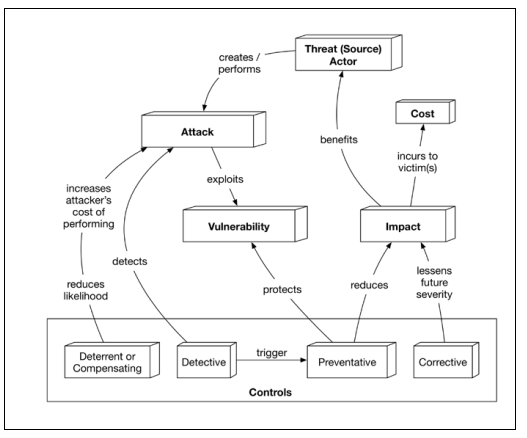 Threat (Source)
Actor
creates /
performs
Cost
Attack
benefits
incurs to
victim(s)
exploits
increases
attacker's
cost of
performing
Vulnerability
Impact
detects
reduces
likelihood
protects
reduces
lessens
future
severity
Deterrent or
Compensating
Detective
trigger
Preventative
Corrective
Controls